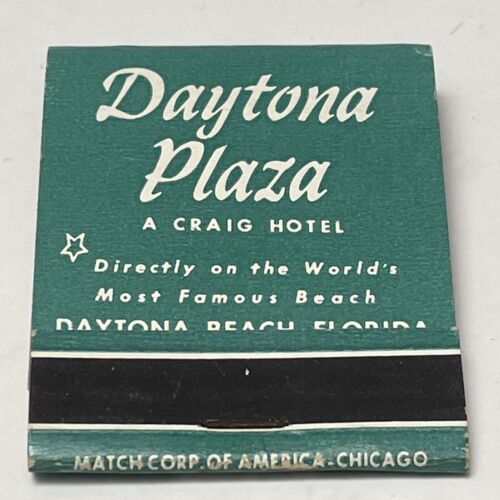 Daytona
Plaza
A CRAIG HOTEL
Directly on the World's
Most Famous Beach
DAYTONA BEACH FLORIDA
MATCH CORP. OF AMERICA-CHICAGO